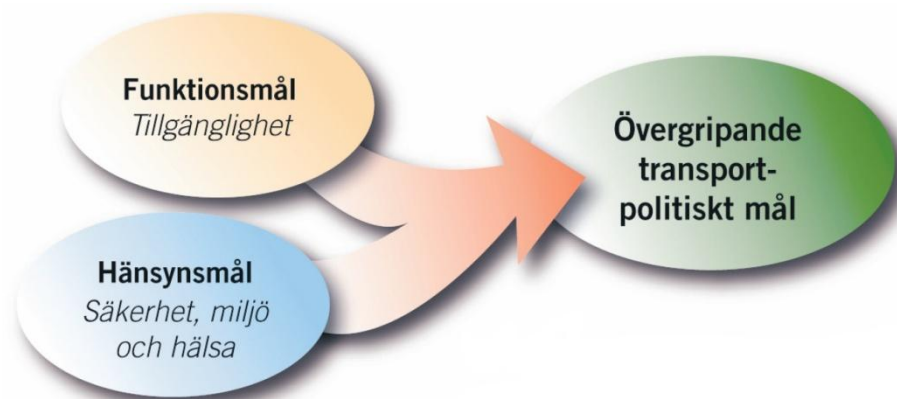 Funktionsmål
Tillgänglighet
Hänsynsmål
Säkerhet, miljö
och hälsa
Övergripande
transport-
politiskt mål